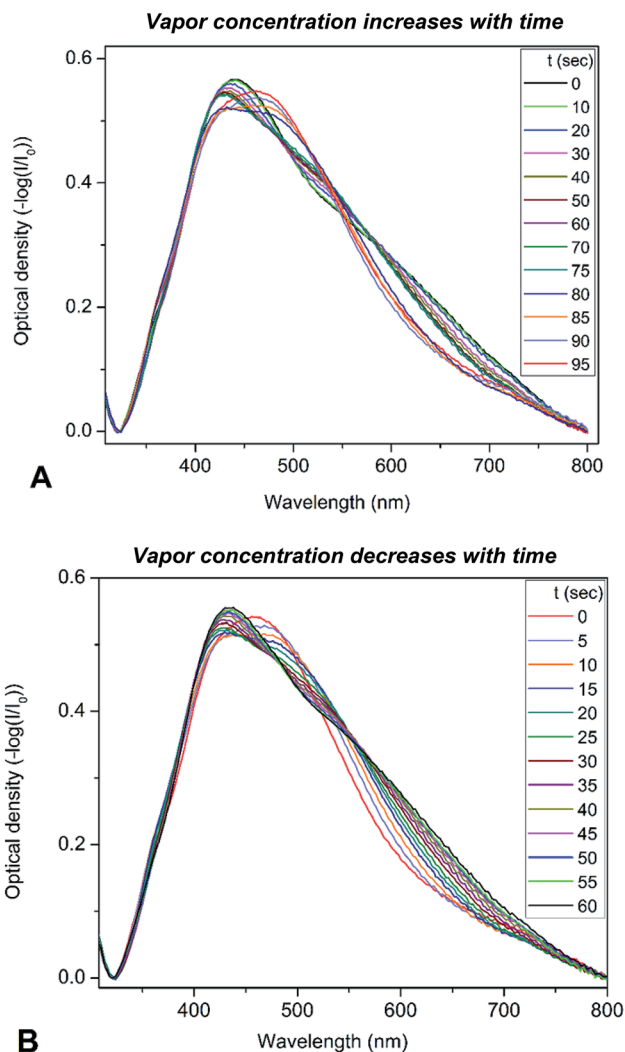 Vapor concentration increases with time
t (sec)
0
10
20
30
40
50
60
70
75
80
85
90
95
0.6
0.4
0.2
0.0
Optical density (-log(I/I0))
400 500 600 700 800
Wavelength (nm)
A
Vapor concentration decreases with time
t (sec)
0
5
10
15
20
25
30
35
40
45
50
55
60
0.6
0.4
0.2
0.0
Optical density (-log(I/I0))
400 500 600 700 800
Wavelength (nm)
B